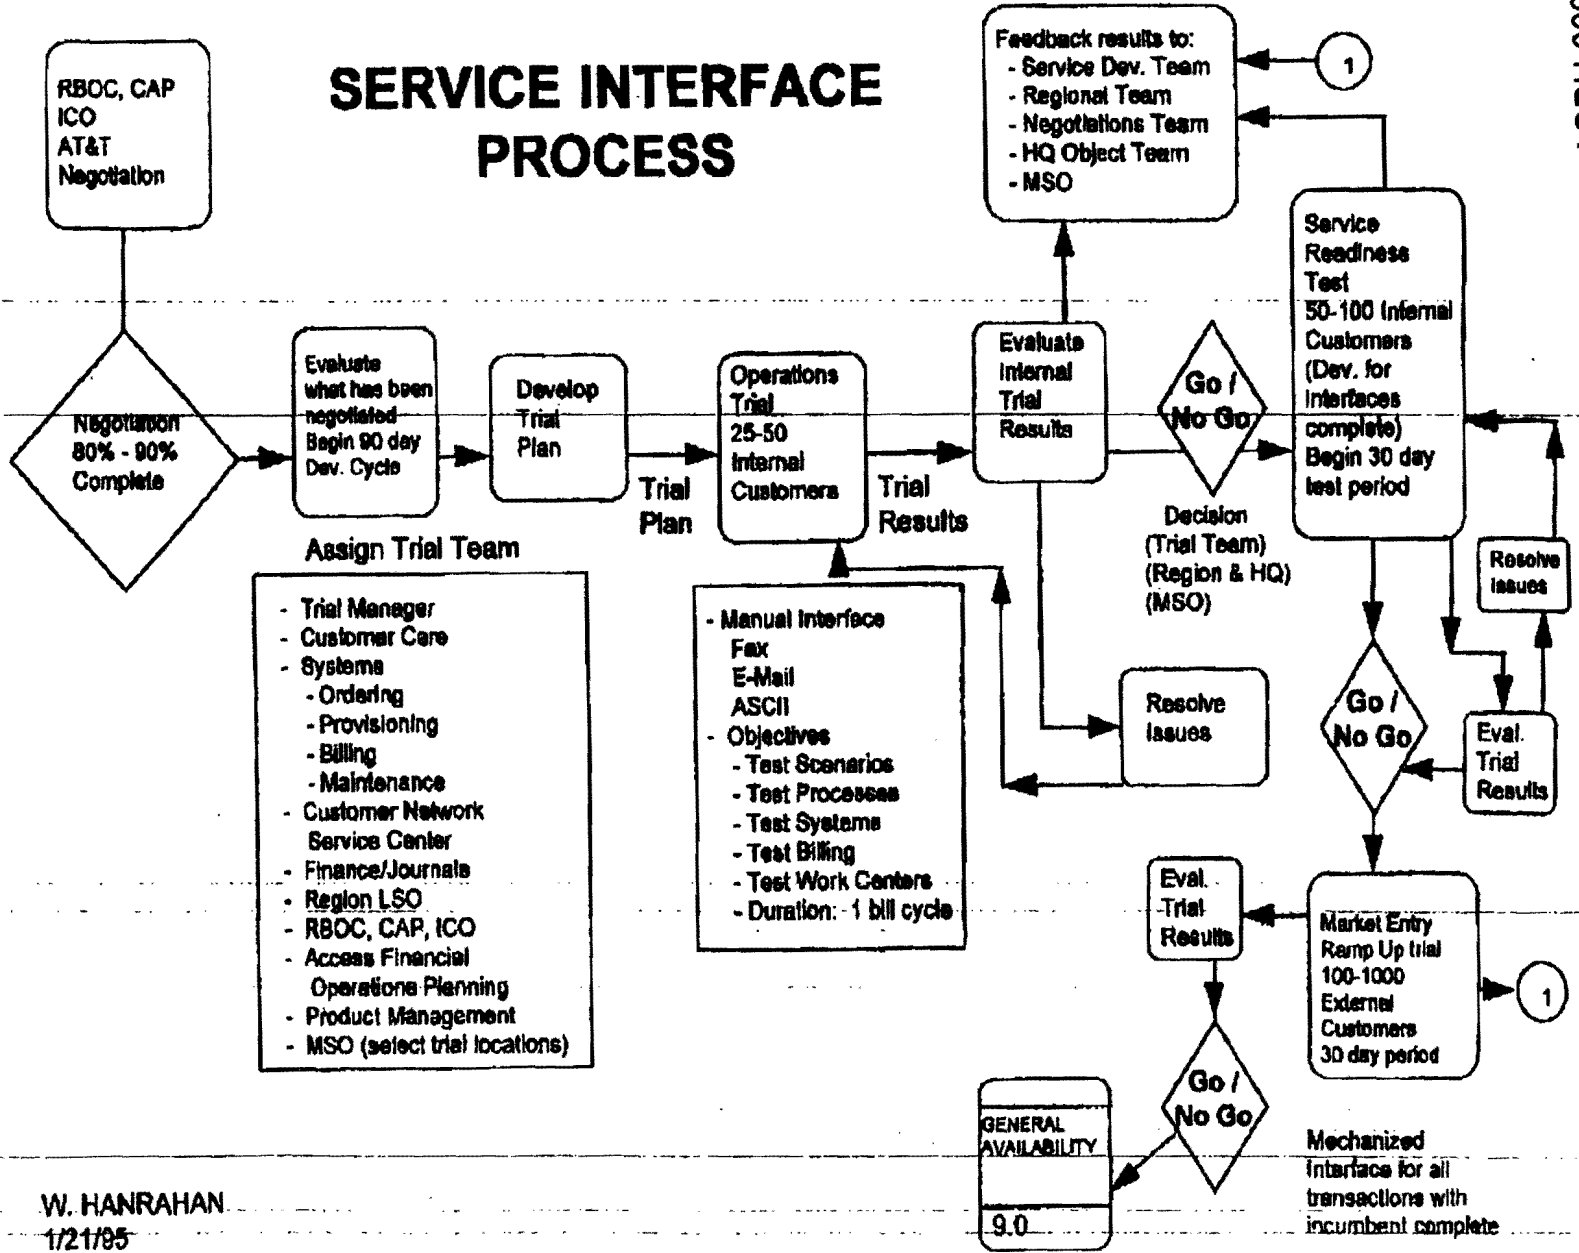 SERVICE INTERFACE
PROCESS
RBOC, CAP
ICO
AT&T
Negotiation
Negotiation
80% - 90%
Complete
Evaluate
what has been
negotiated
Begin 90 day
Dev. Cycle
Assign Trial Team
- Trial Manager
- Customer Care
- Systems
- Ordering
- Provisioning
- Billing
- Maintenance
- Customer Network
Service Center
- Finance/Journals
- Region LSO
- RBOC, CAP, ICO
- Access Financial
Operations Planning
- Product Management
- MSO (select trial locations)
Develop
Trial
Plan
Trial
Plan
Operations
Trial
25-50
Internal
Customers
- Manual Interface
Fax
E-Mail
ASCII
- Objectives
- Test Scenarios
- Test Processes
- Test Systems
- Test Billing
- Test Work Centers
- Duration: 1 bill cycle
Trial
Results
Evaluate
Internal
Trial
Results
Feedback results to:
- Service Dev. Team
- Regional Team
- Negotiations Team
- HQ Object Team
- MSO
1
Go /
No Go
Decision
(Trial Team)
(Region & HQ)
(MSO)
Resolve
Issues
Service
Readiness
Test
50-100 Internal
Customers
(Dev. for
Interfaces
complete)
Begin 30 day
test period
Resolve
Issues
Eval.
Trial
Results
Go /
No Go
Market Entry
Ramp Up trial
100-1000
External
Customers
30 day period
1
Eval.
Trial
Results
Go /
No Go
GENERAL
AVAILABILITY
9.0
Mechanized
Interface for all
transactions with
incumbent complete
W. HANRAHAN
1/21/95